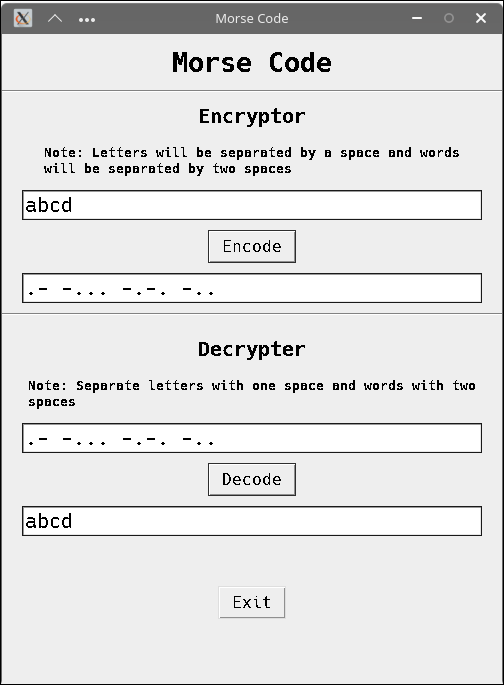 Morse Code
Morse Code
Encryptor
Note: Letters will be separated by a space and words
will be separated by two spaces
abcd
Encode
.- -... -.-. -..
Decrypter
Note: Separate letters with one space and words with two
spaces
.- -... -.-. -..
Decode
abcd
Exit